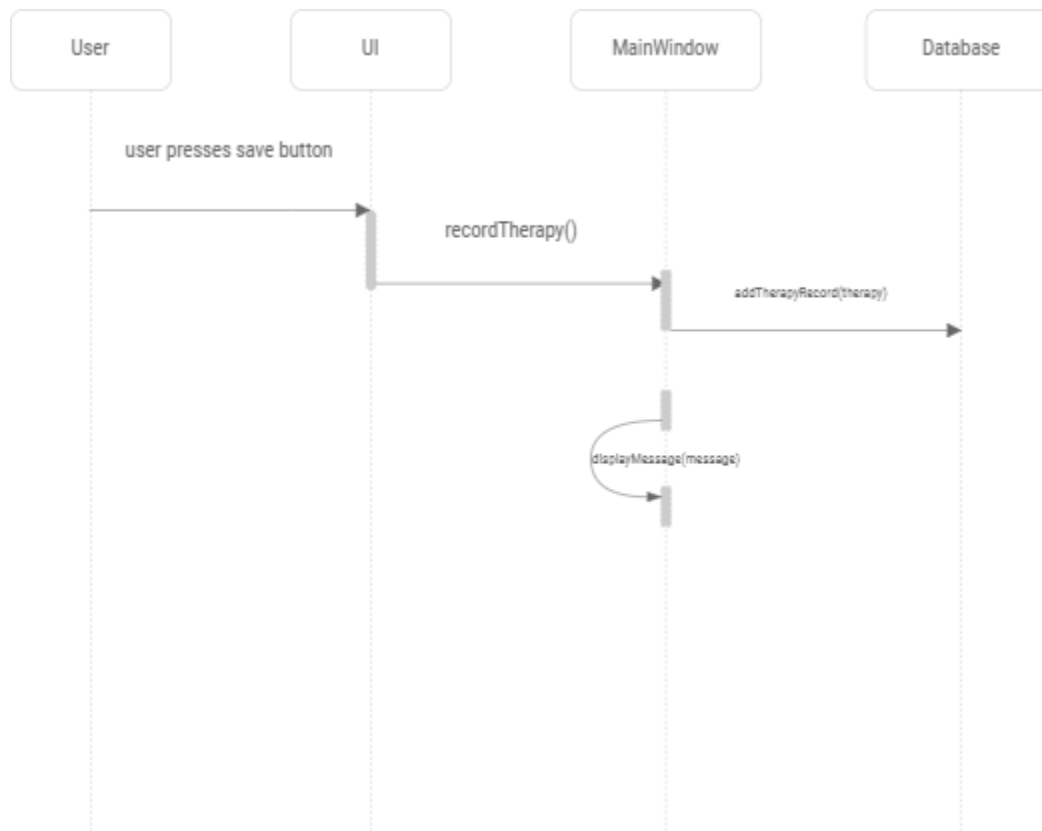 User
UI
MainWindow
Database
user presses save button
recordTherapy()
addTherapyRecord(therapy)
displayMessage(message)